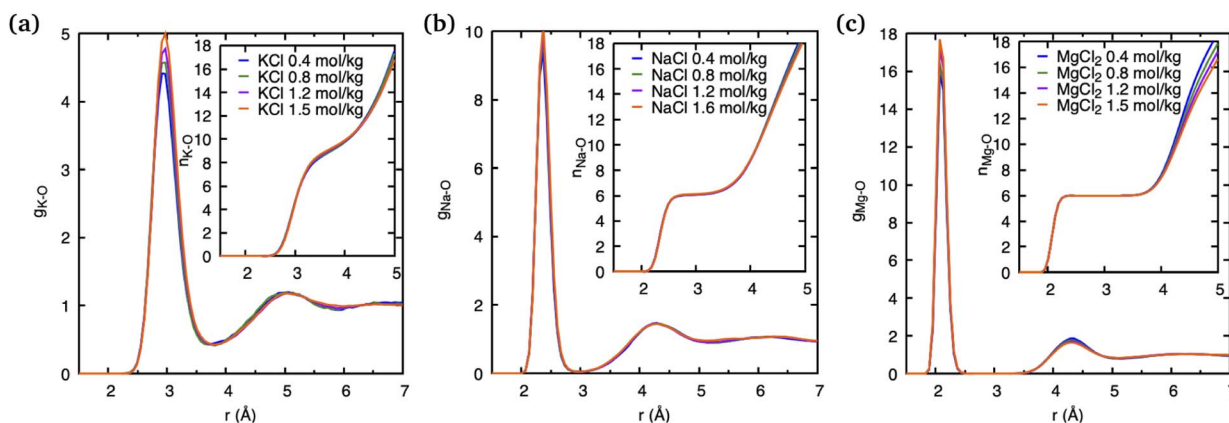 (a)
5
4
3
2
1
0
g_K-O
2 3 4 5 6 7
r (Å)
18
16
14
12
10
8
6
4
2
0
n_K-O
2 3 4 5
KCl 0.4 mol/kg
KCl 0.8 mol/kg
KCl 1.2 mol/kg
KCl 1.5 mol/kg
(b)
10
8
6
4
2
0
g_Na-O
2 3 4 5 6 7
r (Å)
18
16
14
12
10
8
6
4
2
0
n_Na-O
2 3 4 5
NaCl 0.4 mol/kg
NaCl 0.8 mol/kg
NaCl 1.2 mol/kg
NaCl 1.6 mol/kg
(c)
18
16
14
12
10
8
6
4
2
0
g_Mg-O
2 3 4 5 6 7
r (Å)
18
16
14
12
10
8
6
4
2
0
n_Mg-O
2 3 4 5
MgCl₂ 0.4 mol/kg
MgCl₂ 0.8 mol/kg
MgCl₂ 1.2 mol/kg
MgCl₂ 1.5 mol/kg